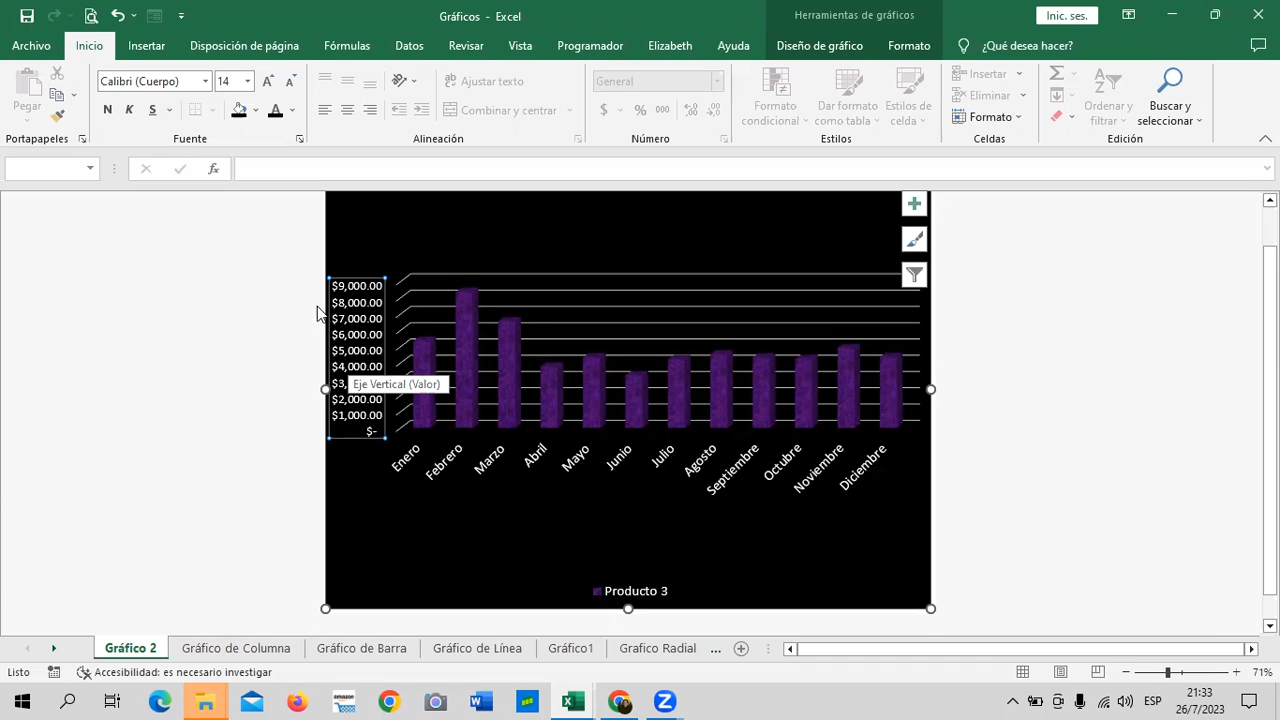 Gráficos - Excel
Herramientas de gráficos
Inic. ses.
Archivo Inicio Insertar Disposición de página Fórmulas Datos Revisar Vista Programador Elizabeth Ayuda Diseño de gráfico Formato ¿Qué desea hacer?
Pegar
Portapapeles
Calibri (Cuerpo) 14
N K S
Fuente
Ajustar texto
Combinar y centrar
Alineación
General
$ % 000
Número
Formato condicional
Dar formato como tabla
Estilos de celda
Estilos
Insertar
Eliminar
Formato
Celdas
Ordenar y filtrar
Buscar y seleccionar
Edición
fx
$9,000.00
$8,000.00
$7,000.00
$6,000.00
$5,000.00
$4,000.00
$3,
Eje Vertical (Valor)
$2,000.00
$1,000.00
$-
Enero Febrero Marzo Abril Mayo Junio Julio Agosto Septiembre Octubre Noviembre Diciembre
Producto 3
Gráfico 2 Gráfico de Columna Gráfico de Barra Gráfico de Línea Gráfico1 Grafico Radial ...
Listo Accesibilidad: es necesario investigar 71%
ESP
21:33
26/7/2023